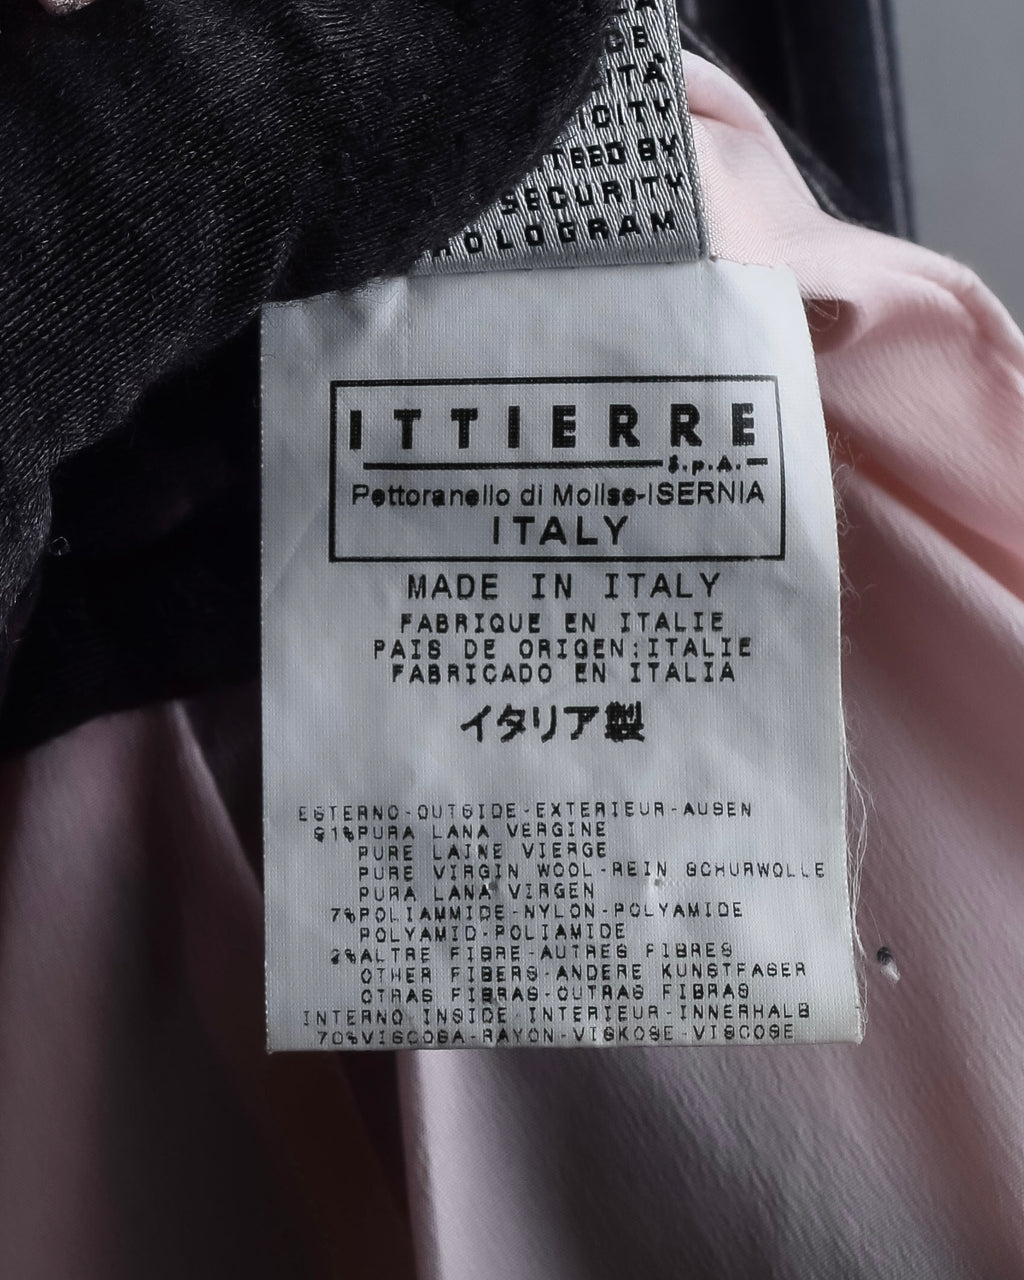 SECURITY
ITTIERRE
S.p.A.
Pettoranello di Molise-ISERNIA
ITALY
MADE IN ITALY
FABRIQUE EN ITALIE
PAIS DE ORIGEN:ITALIE
FABRICADO EN ITALIA
イタリア製
ESTERNO-OUTSIDE-EXTERIEUR-AUSEN
91%PURA LANA VERGINE
PURE LAINE VIERGE
PURE VIRGIN WOOL-REIN SCHURWOLLE
PURA LANA VIRGEN
7%POLIAMMIDE-NYLON-POLYAMIDE
POLYAMID-POLIAMIDE
2%ALTRE FIBRE-AUTRES FIBRES
OTHER FIBERS-ANDERE KUNSTFASER
OTRAS FIBRAS-OUTRAS FIBRAS
INTERNO INSIDE INTERIEUR-INNERHALB
70%VISCOSA-RAYON-VISKOSE-VISCOSE